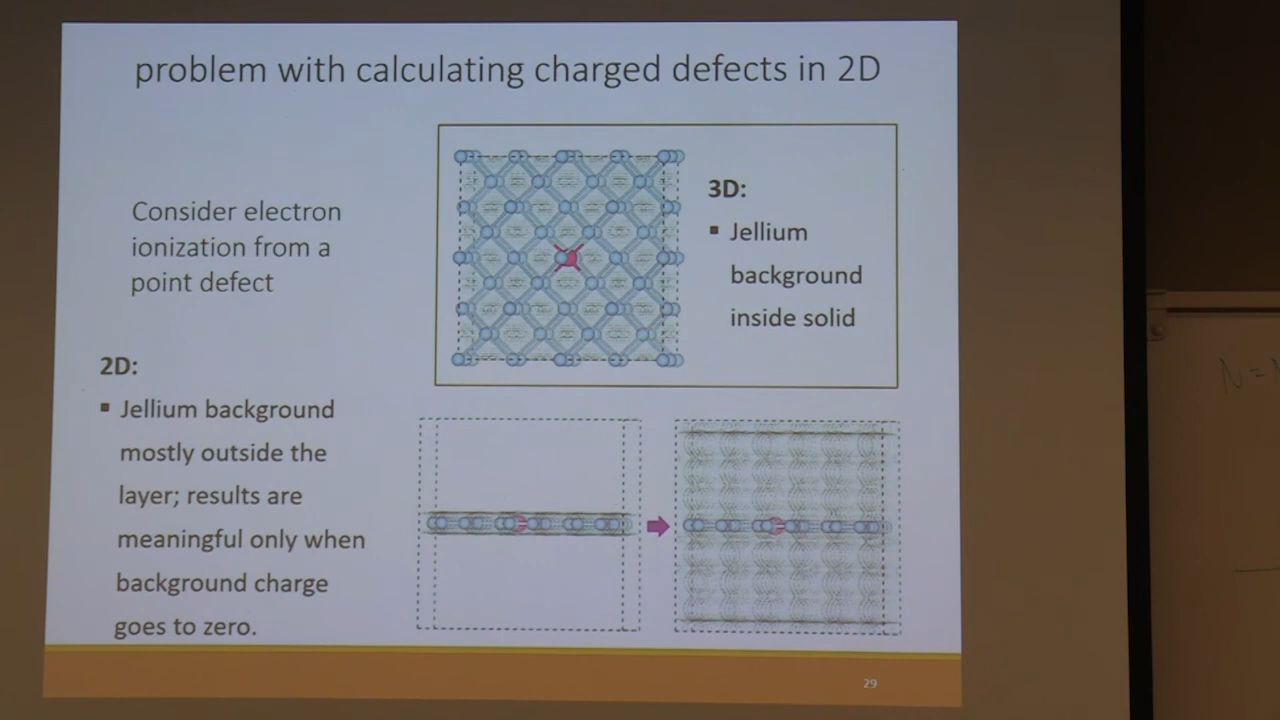 problem with calculating charged defects in 2D
Consider electron
ionization from a
point defect
3D:
▪ Jellium
background
inside solid
2D:
▪ Jellium background
mostly outside the
layer; results are
meaningful only when
background charge
goes to zero.
29